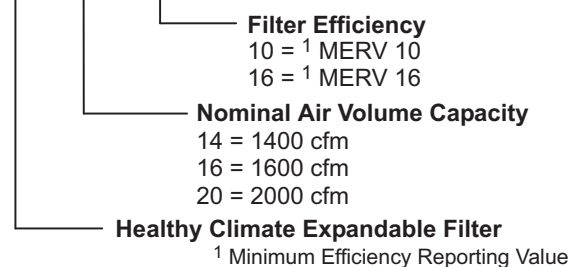 Filter Efficiency
10 = 1 MERV 10
16 = 1 MERV 16
Nominal Air Volume Capacity
14 = 1400 cfm
16 = 1600 cfm
20 = 2000 cfm
Healthy Climate Expandable Filter
1 Minimum Efficiency Reporting Value